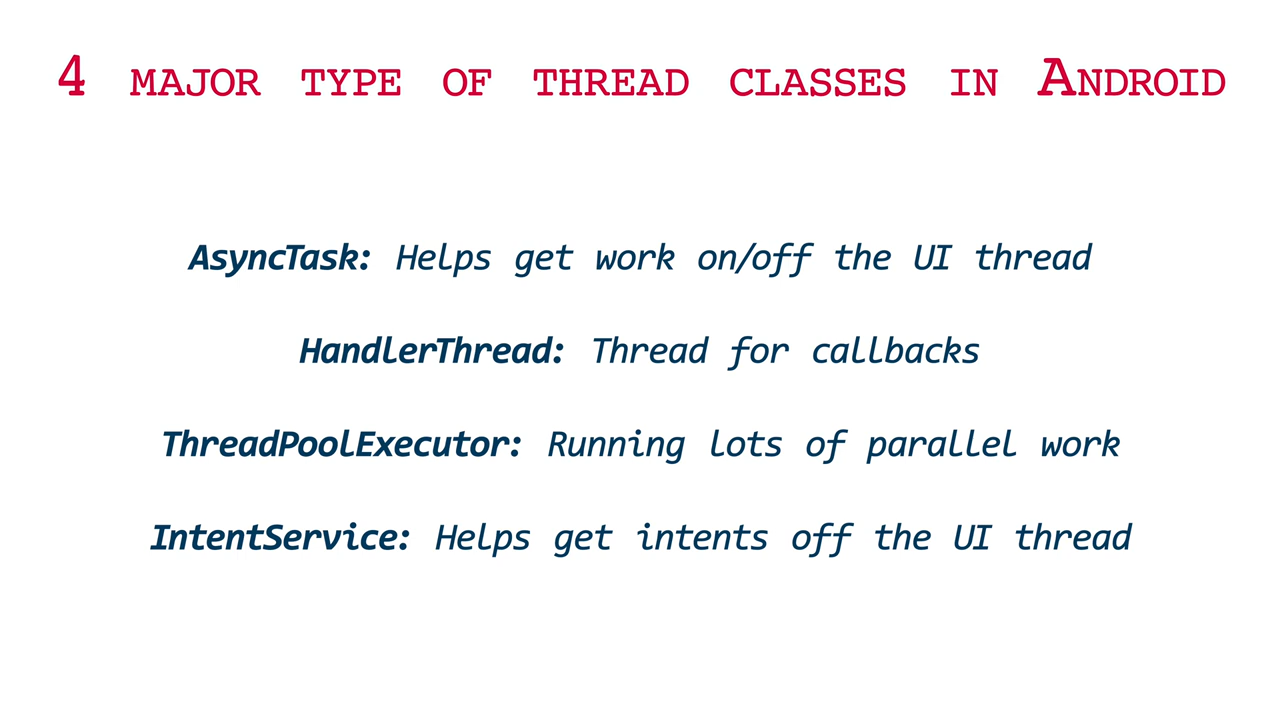 4 major type of thread classes in Android
AsyncTask: Helps get work on/off the UI thread
HandlerThread: Thread for callbacks
ThreadPoolExecutor: Running lots of parallel work
IntentService: Helps get intents off the UI thread